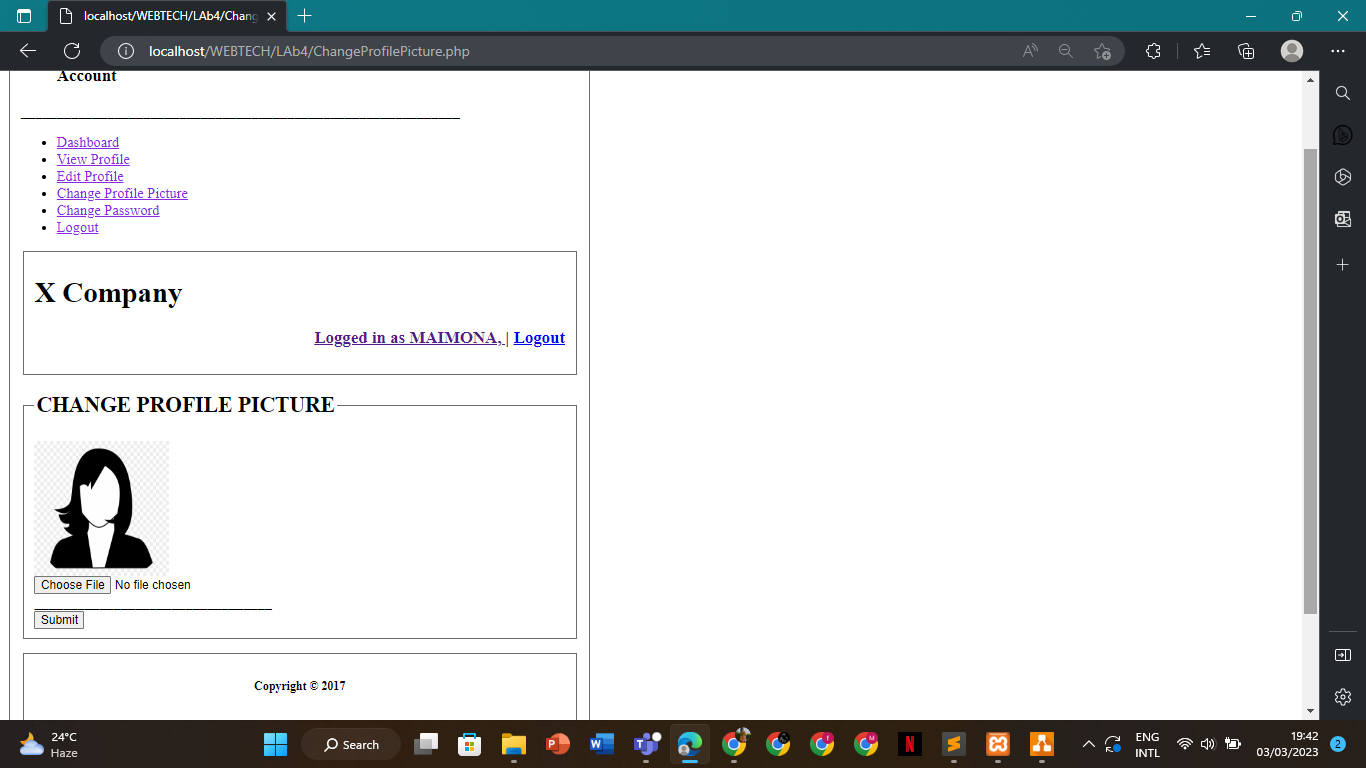 localhost/WEBTECH/LAb4/Chang
localhost/WEBTECH/LAb4/ChangeProfilePicture.php
Account
Dashboard
View Profile
Edit Profile
Change Profile Picture
Change Password
Logout
X Company
Logged in as MAIMONA, | Logout
CHANGE PROFILE PICTURE
Choose File No file chosen
Submit
Copyright © 2017
24°C
Haze
Search
ENG
INTL
19:42
03/03/2023
2